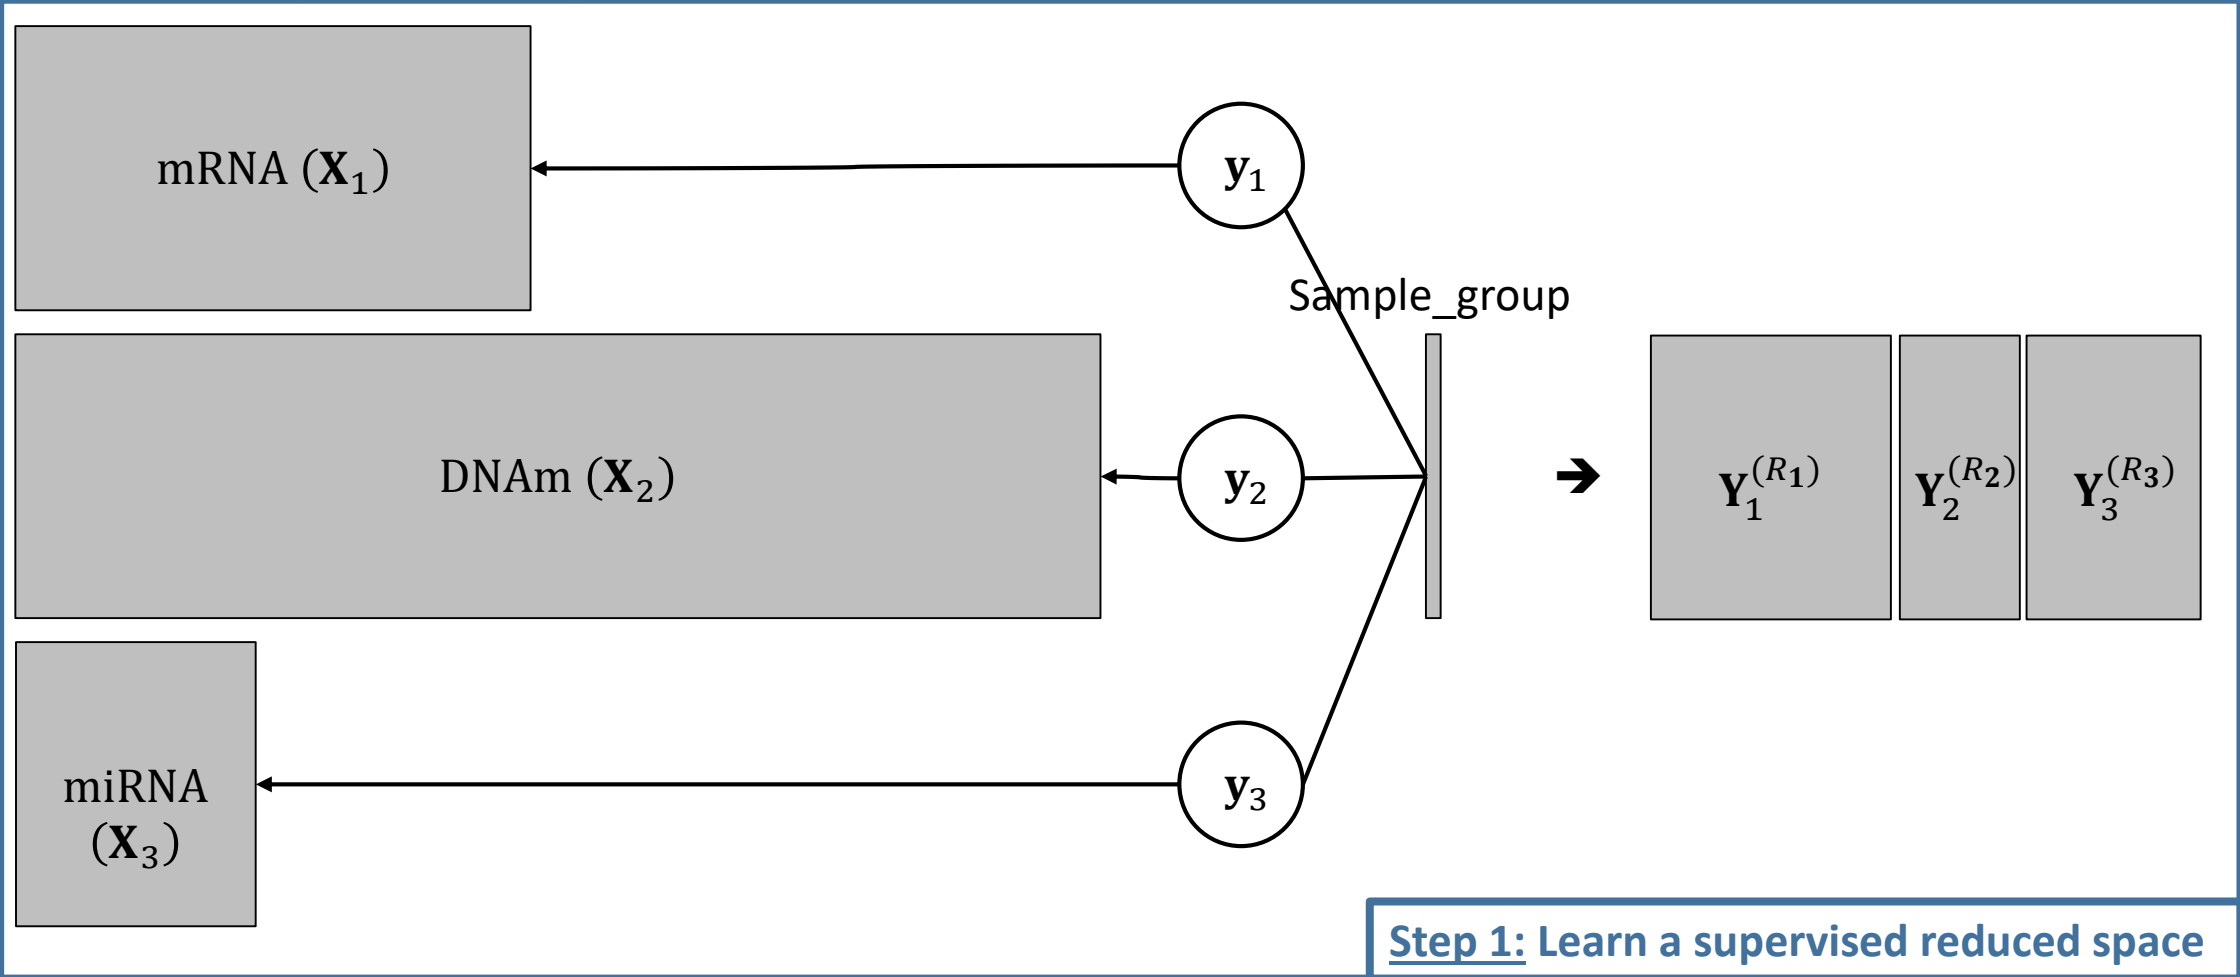 mRNA (𝐗₁)
𝐲₁
Sample_group
DNAm (𝐗₂)
𝐲₂
➔
𝐘₁^(𝑅₁)
𝐘₂^(𝑅₂)
𝐘₃^(𝑅₃)
miRNA
(𝐗₃)
𝐲₃
Step 1: Learn a supervised reduced space